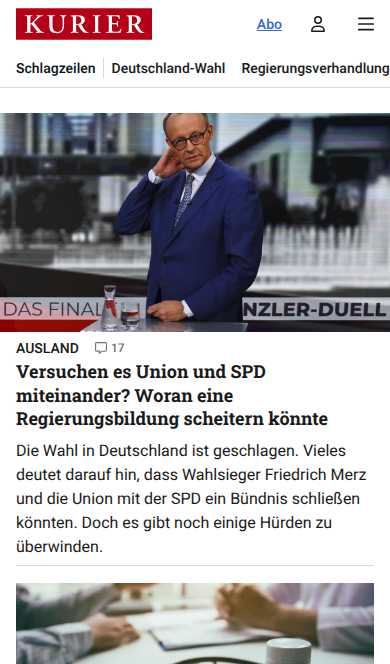 KURIER
Abo
Schlagzeilen
Deutschland-Wahl
Regierungsverhandlung
DAS FINAL
NZLER-DUELL
AUSLAND
17
Versuchen es Union und SPD
miteinander? Woran eine
Regierungsbildung scheitern könnte
Die Wahl in Deutschland ist geschlagen. Vieles
deutet darauf hin, dass Wahlsieger Friedrich Merz
und die Union mit der SPD ein Bündnis schließen
könnten. Doch es gibt noch einige Hürden zu
überwinden.